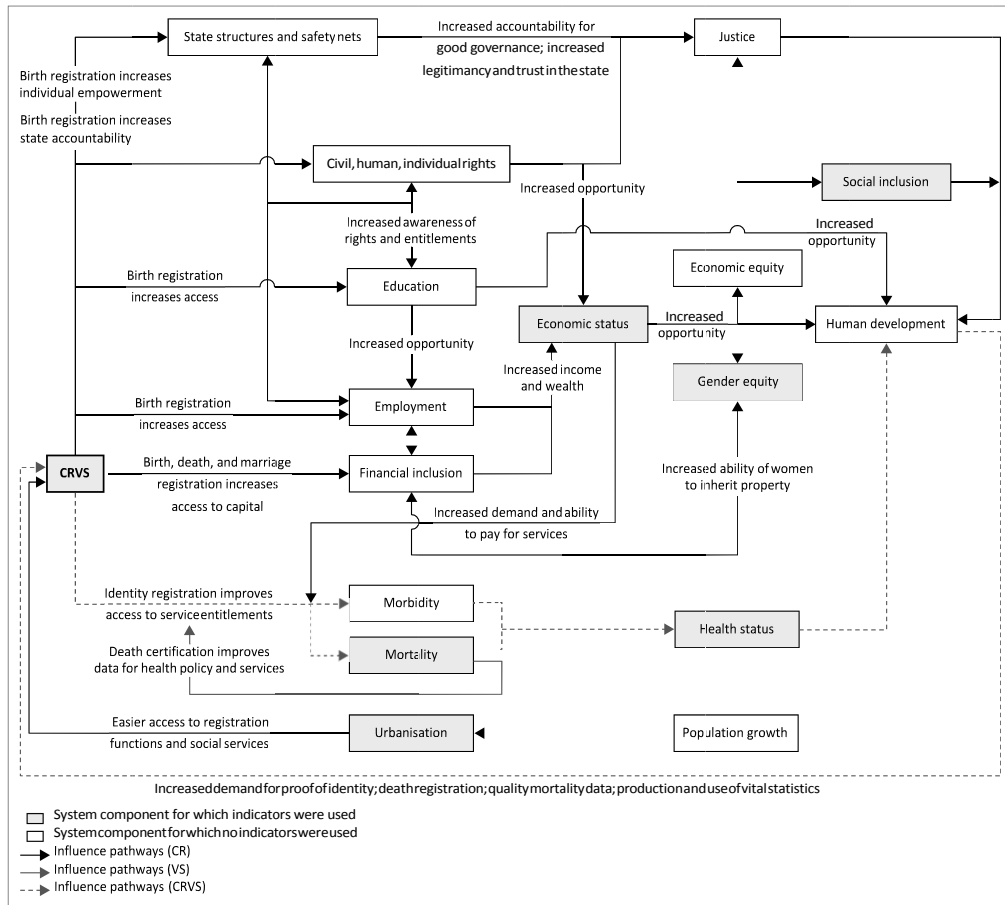 State structures and safety nets
Increased accountability for
good governance; increased
legitimancy and trust in the state
Justice
Birth registration increases
individual empowerment
Birth registration increases
state accountability
Civil, human, individual rights
Increased opportunity
Social inclusion
Increased awareness of
rights and entitlements
Increased
opportunity
Birth registration
increases access
Education
Economic equity
Economic status
Increased
opportunity
Human development
Increased opportunity
Increased income
and wealth
Gender equity
Birth registration
increases access
Employment
CRVS
Birth, death, and marriage
registration increases
access to capital
Financial inclusion
Increased ability of women
to inherit property
Increased demand and ability
to pay for services
Identity registration improves
access to service entitlements
Morbidity
Health status
Death certification improves
data for health policy and services
Mortality
Easier access to registration
functions and social services
Urbanisation
Population growth
Increased demand for proof of identity; death registration; quality mortality data; production and use of vital statistics
System component for which indicators were used
System component for which no indicators were used
Influence pathways (CR)
Influence pathways (VS)
Influence pathways (CRVS)